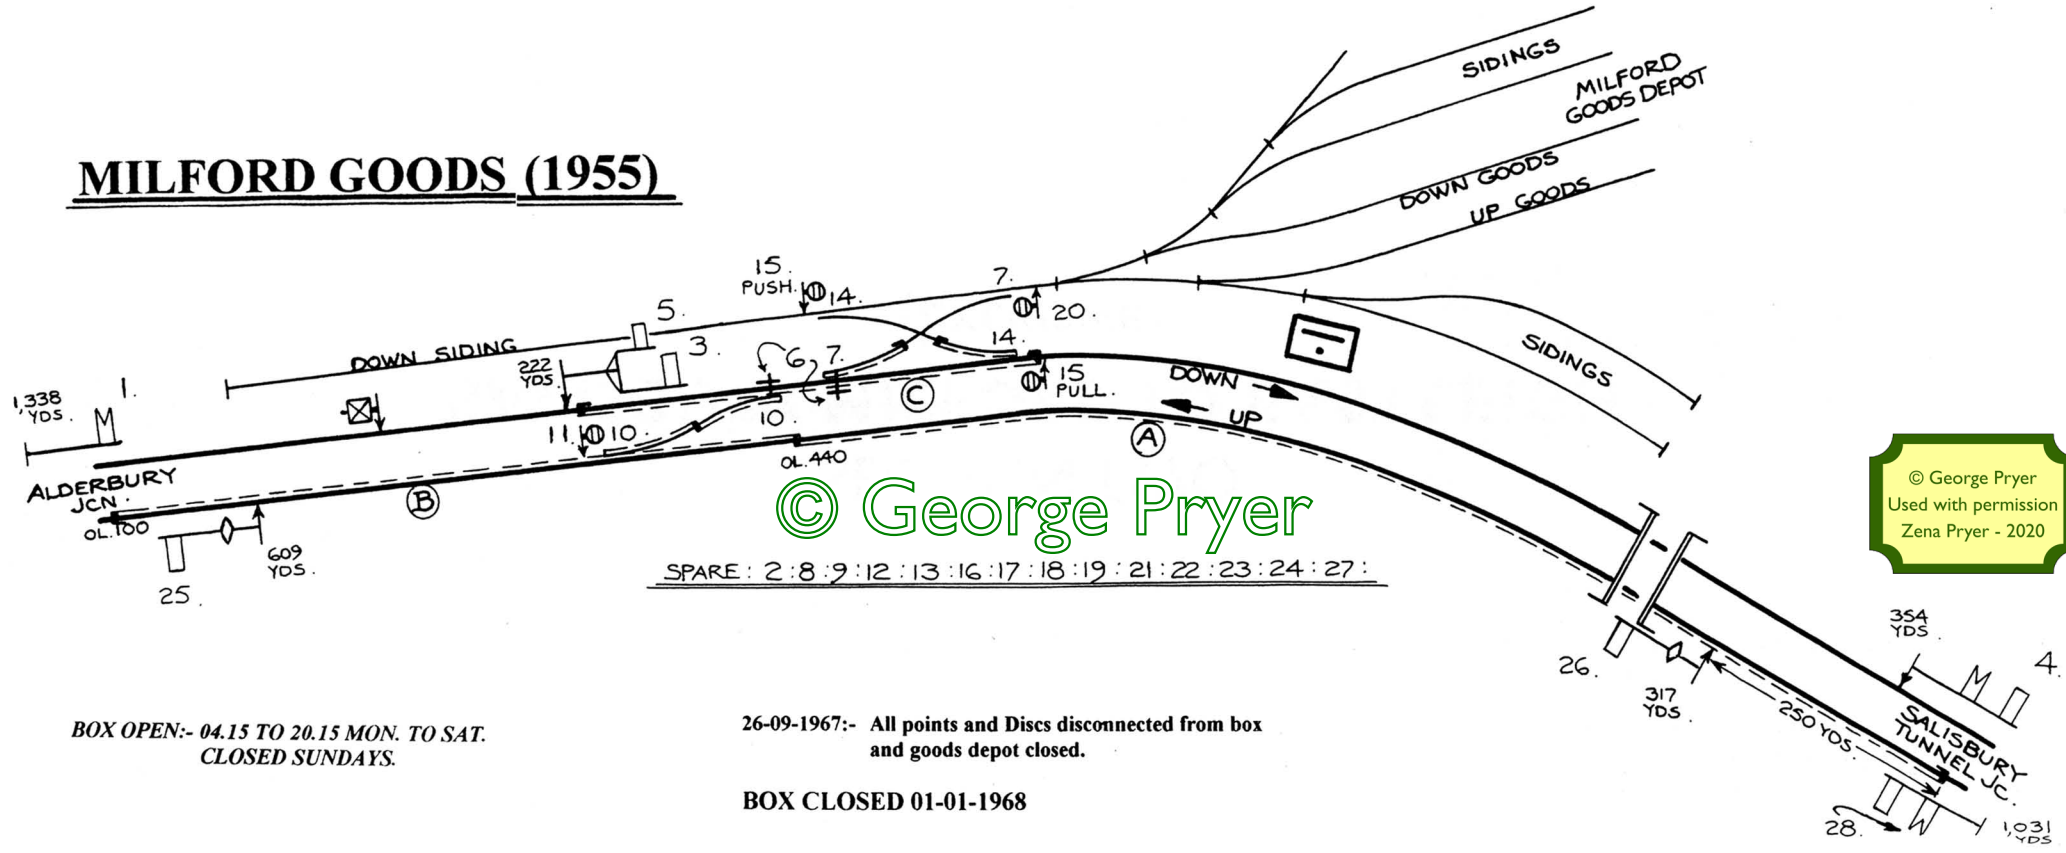 MILFORD GOODS (1955)
SIDINGS
MILFORD
GOODS DEPOT
DOWN GOODS
UP GOODS
15.
PUSH.
14.
7.
20.
5.
3.
DOWN SIDING
222
YDS.
6
7.
14.
15
PULL.
C
DOWN
UP
A
SIDINGS
1,338
YDS.
1.
11.
10.
10.
OL.440
ALDERBURY
JCN.
OL.100
B
25.
609
YDS.
© George Pryer
© George Pryer
Used with permission
Zena Pryer - 2020
SPARE: 2:8:9:12:13:16:17:18:19:21:22:23:24:27:
26.
317
YDS.
250 YDS.
354
YDS.
4.
SALISBURY
TUNNEL JC.
28.
1,031
YDS
BOX OPEN:- 04.15 TO 20.15 MON. TO SAT.
CLOSED SUNDAYS.
26-09-1967:- All points and Discs disconnected from box
and goods depot closed.
BOX CLOSED 01-01-1968